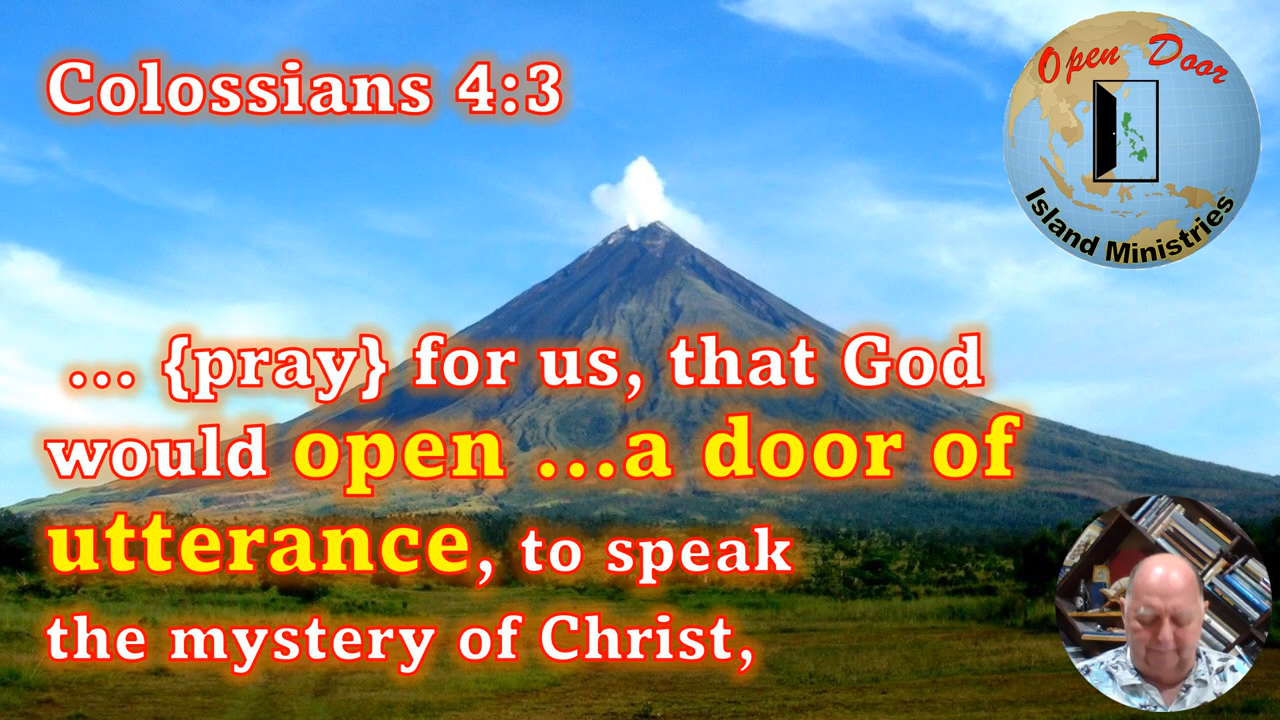 Colossians 4:3
Open Door
Island Ministries
... {pray} for us, that God
would open ...a door of
utterance, to speak
the mystery of Christ,